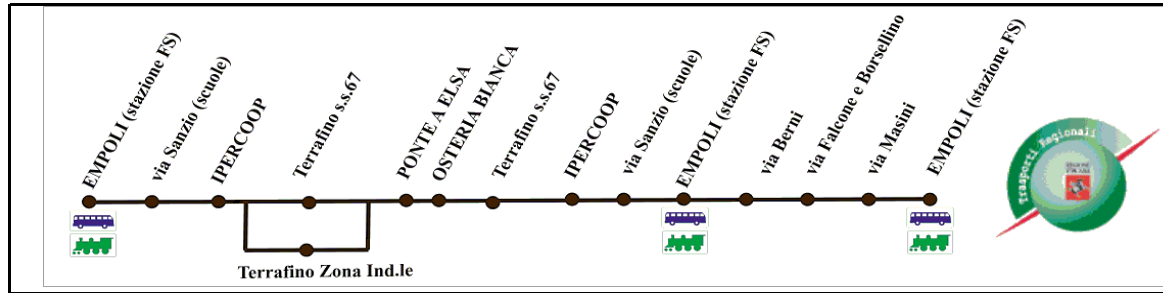 EMPOLI (stazione FS)
via Sanzio (scuole)
IPERCOOP
Terrafino s.s.67
PONTE A ELSA
OSTERIA BIANCA
Terrafino s.s.67
IPERCOOP
via Sanzio (scuole)
EMPOLI (stazione FS)
via Berni
via Falcone e Borsellino
via Masini
EMPOLI (stazione FS)
Terrafino Zona Ind.le
Trasporti Regionali